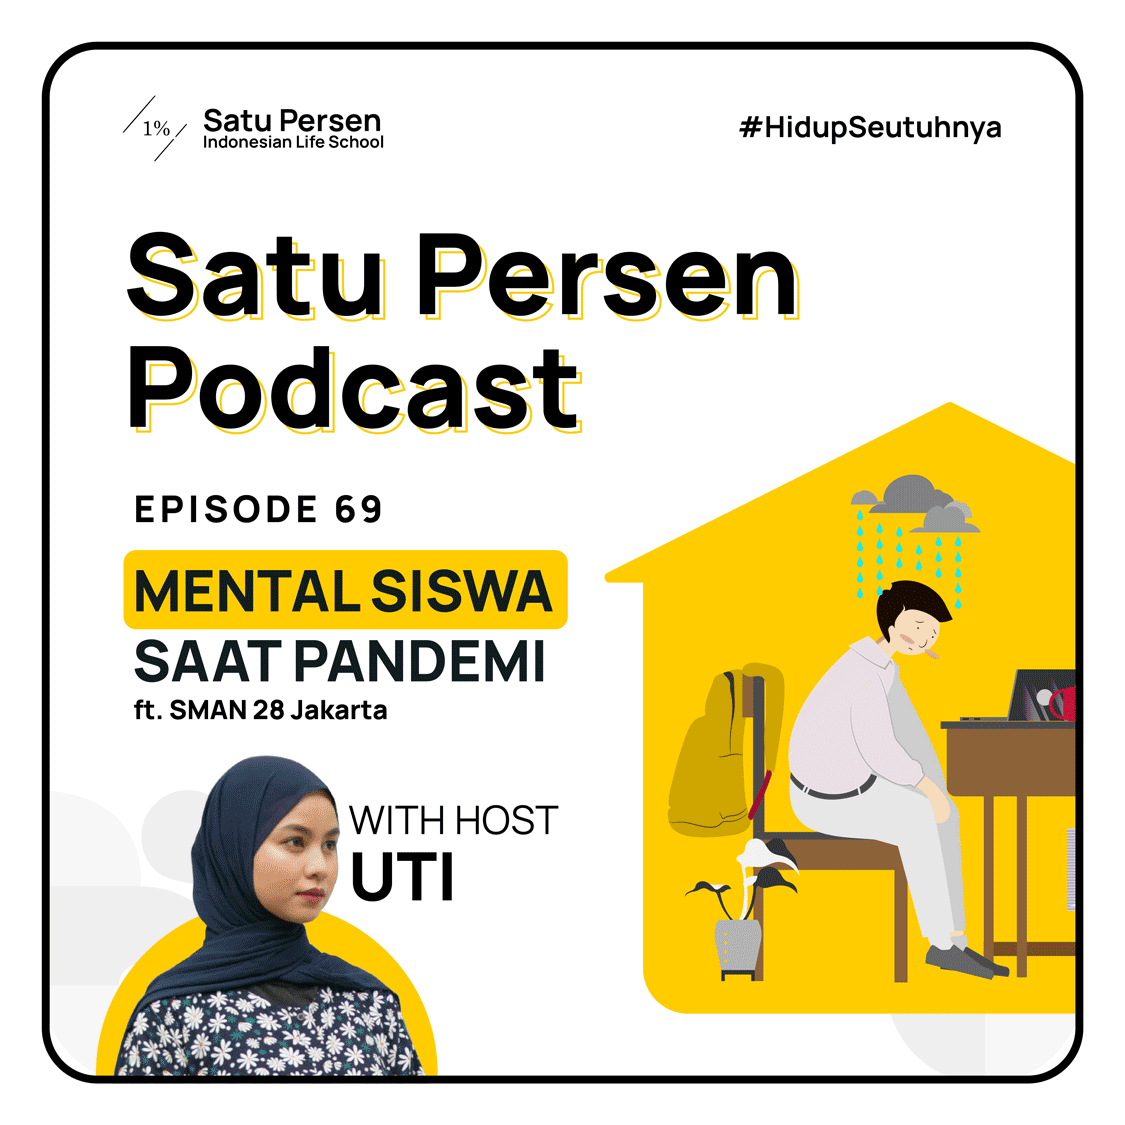 1%
Satu Persen
Indonesian Life School
#HidupSeutuhnya
Satu Persen
Podcast
EPISODE 69
MENTAL SISWA
SAAT PANDEMI
ft. SMAN 28 Jakarta
WITH HOST
UTI